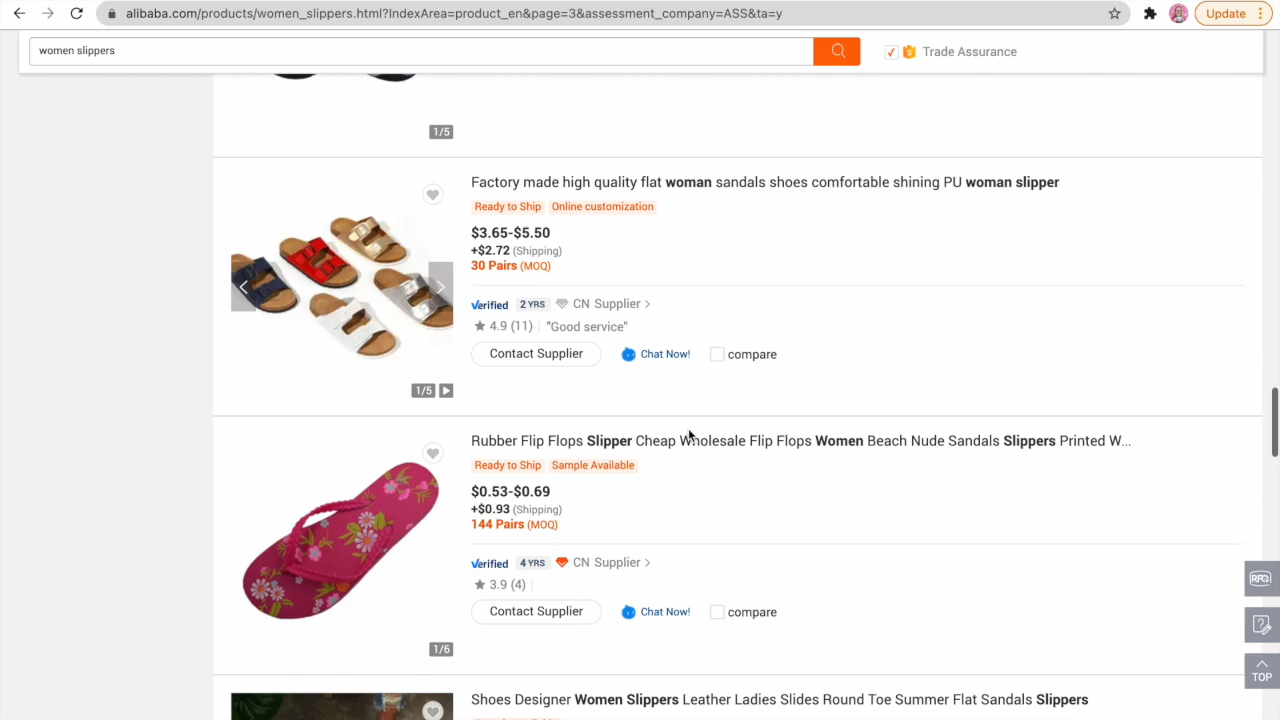 alibaba.com/products/women_slippers.html?IndexArea=product_en&page=3&assessment_company=ASS&ta=y
Update
women slippers
Trade Assurance
1/5
Factory made high quality flat woman sandals shoes comfortable shining PU woman slipper
Ready to Ship Online customization
$3.65-$5.50
+$2.72 (Shipping)
30 Pairs (MOQ)
Verified 2 YRS CN Supplier >
4.9 (11) "Good service"
Contact Supplier Chat Now! compare
1/5
Rubber Flip Flops Slipper Cheap Wholesale Flip Flops Women Beach Nude Sandals Slippers Printed W...
Ready to Ship Sample Available
$0.53-$0.69
+$0.93 (Shipping)
144 Pairs (MOQ)
Verified 4 YRS CN Supplier >
3.9 (4)
Contact Supplier Chat Now! compare
1/6
RFQ
TOP
Shoes Designer Women Slippers Leather Ladies Slides Round Toe Summer Flat Sandals Slippers